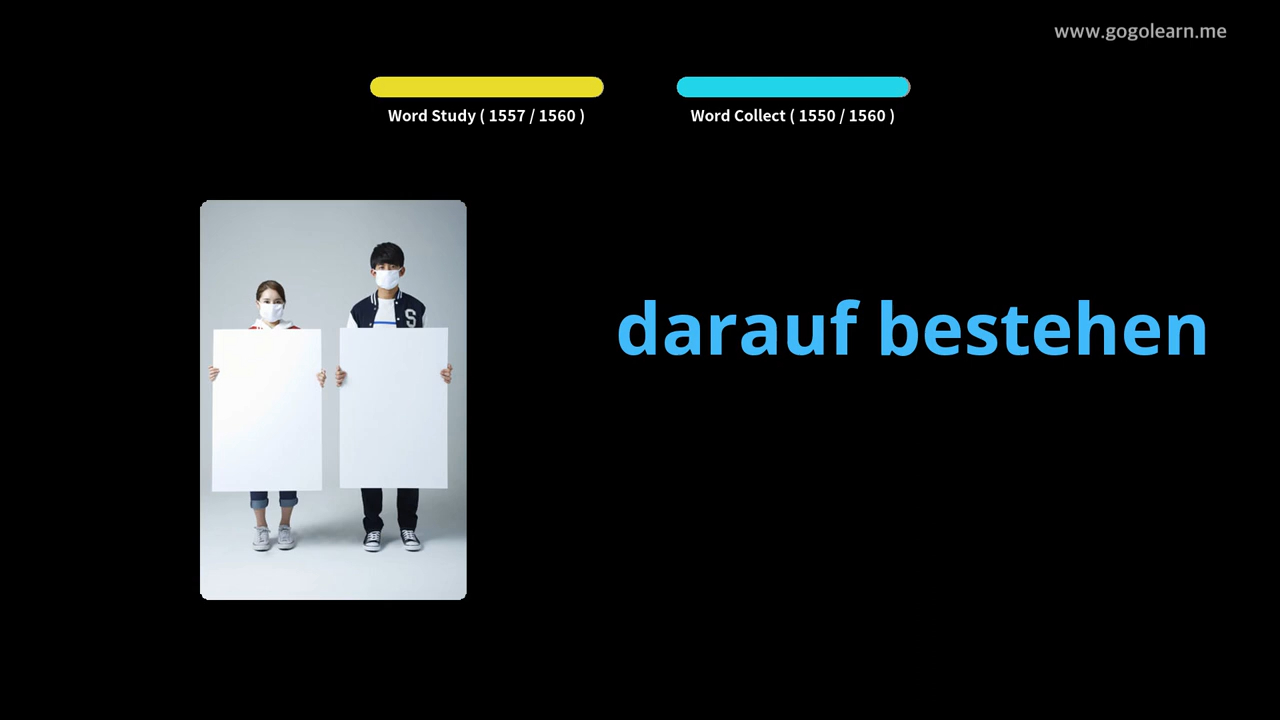 www.gogolearn.me
Word Study ( 1557 / 1560 )
Word Collect ( 1550 / 1560 )
S
darauf bestehen